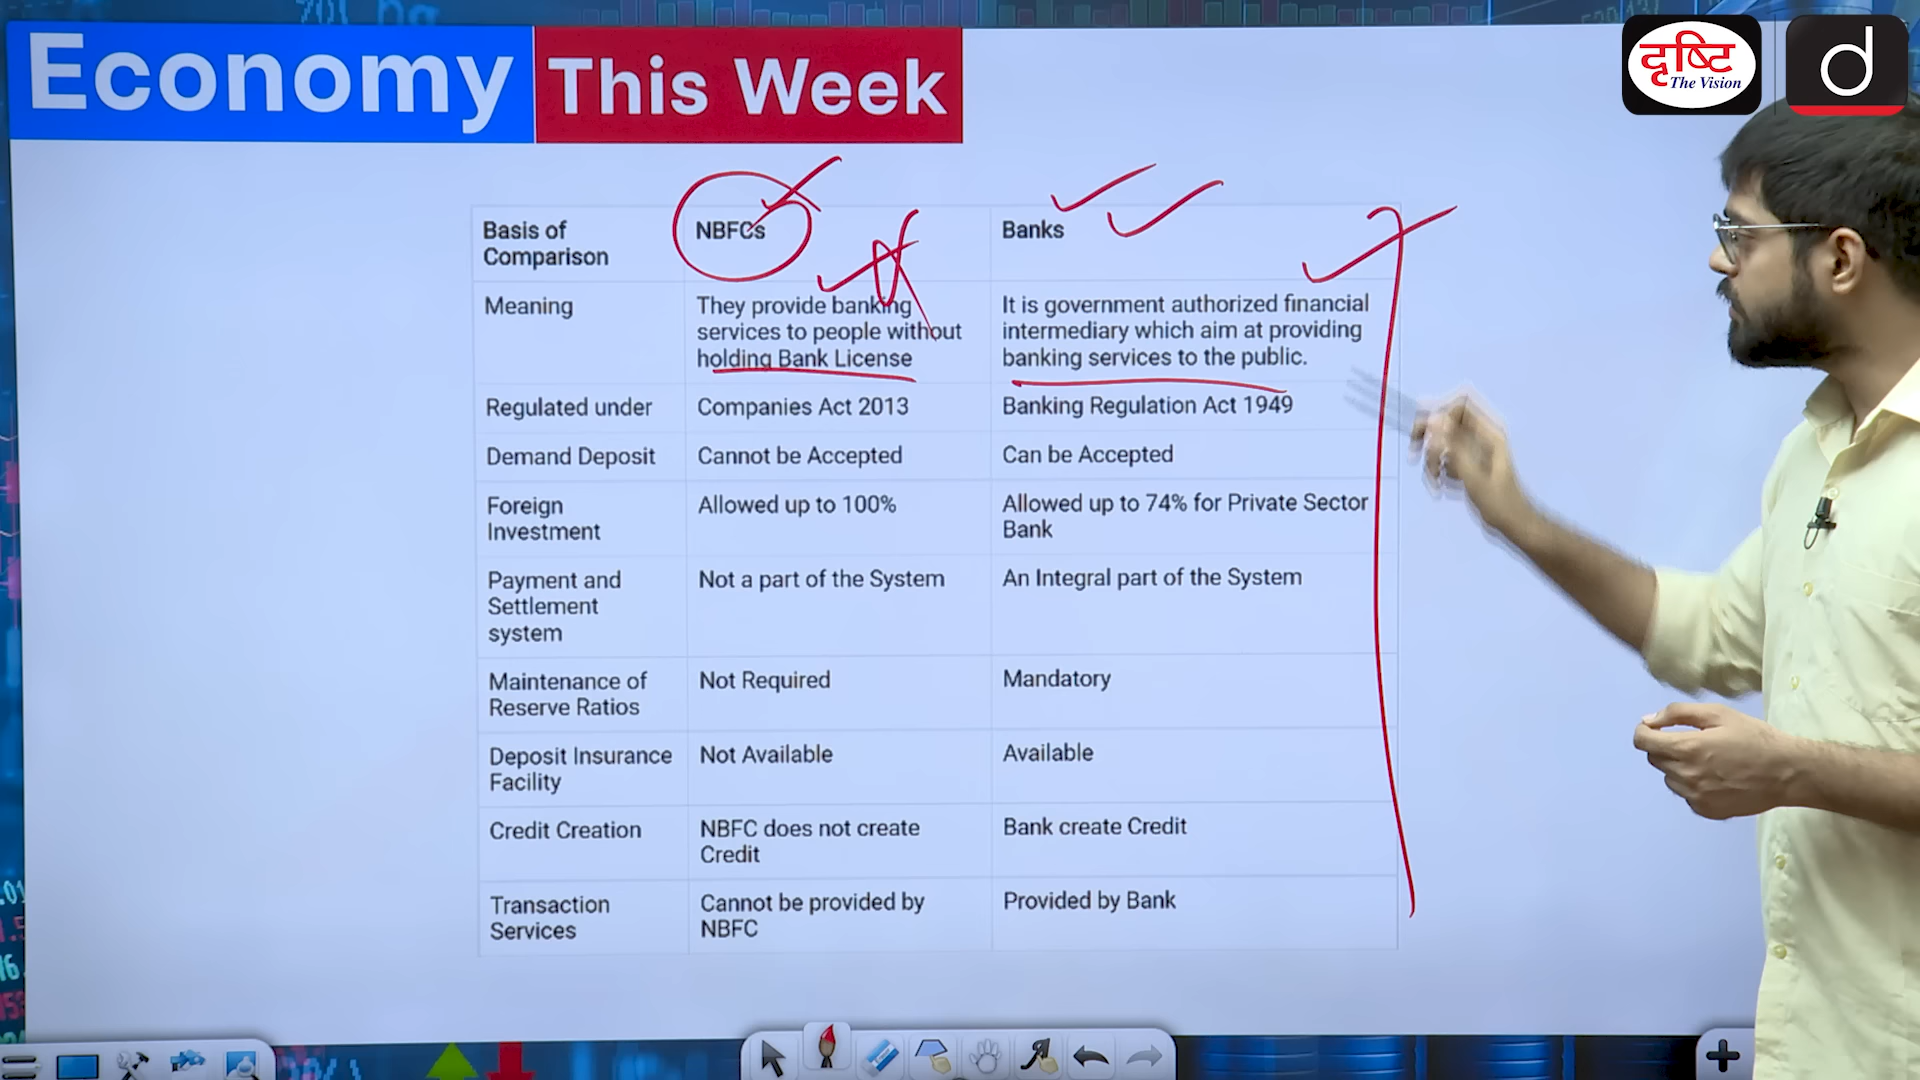 Economy This Week
दृष्टि
The Vision
d
Basis of
Comparison
NBFCs
Banks
Meaning
They provide banking
services to people without
holding Bank License
It is government authorized financial
intermediary which aim at providing
banking services to the public.
Regulated under
Companies Act 2013
Banking Regulation Act 1949
Demand Deposit
Cannot be Accepted
Can be Accepted
Foreign
Investment
Allowed up to 100%
Allowed up to 74% for Private Sector
Bank
Payment and
Settlement
system
Not a part of the System
An Integral part of the System
Maintenance of
Reserve Ratios
Not Required
Mandatory
Deposit Insurance
Facility
Not Available
Available
Credit Creation
NBFC does not create
Credit
Bank create Credit
Transaction
Services
Cannot be provided by
NBFC
Provided by Bank